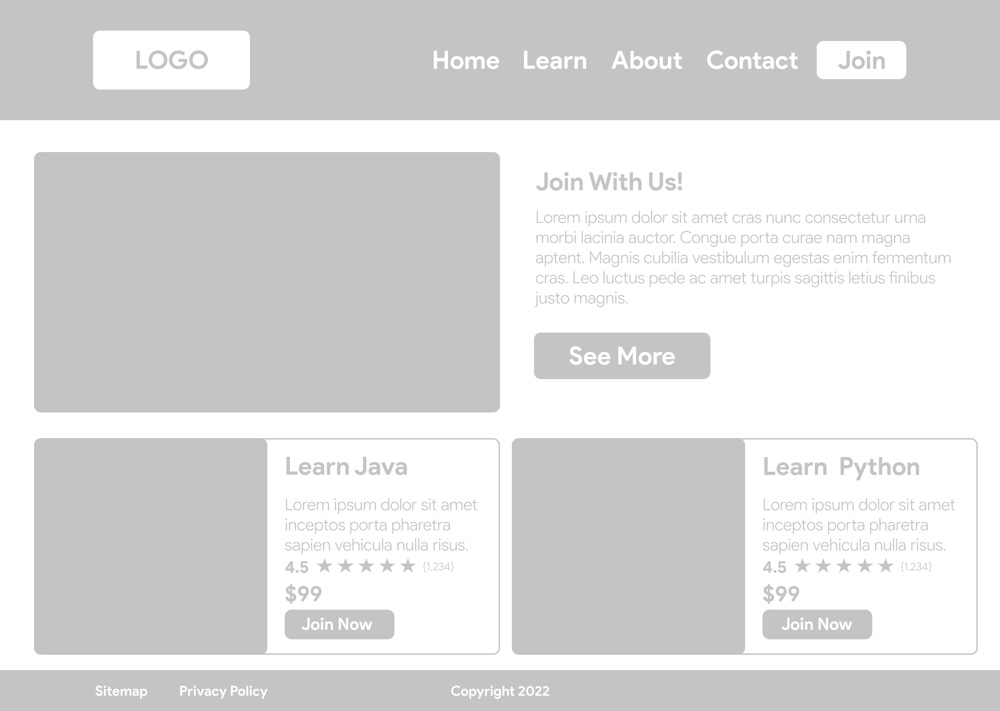 LOGO
Home Learn About Contact Join
Join With Us!
Lorem ipsum dolor sit amet cras nunc consectetur urna
morbi lacinia auctor. Congue porta curae nam magna
aptent. Magnis cubilia vestibulum egestas enim fermentum
cras. Leo luctus pede ac amet turpis sagittis letius finibus
justo magnis.
See More
Learn Java
Lorem ipsum dolor sit amet
inceptos porta pharetra
sapien vehicula nulla risus.
4.5 ★★★★★ {1.234}
$99
Join Now
Learn Python
Lorem ipsum dolor sit amet
inceptos porta pharetra
sapien vehicula nulla risus.
4.5 ★★★★★ {1.234}
$99
Join Now
Sitemap Privacy Policy Copyright 2022